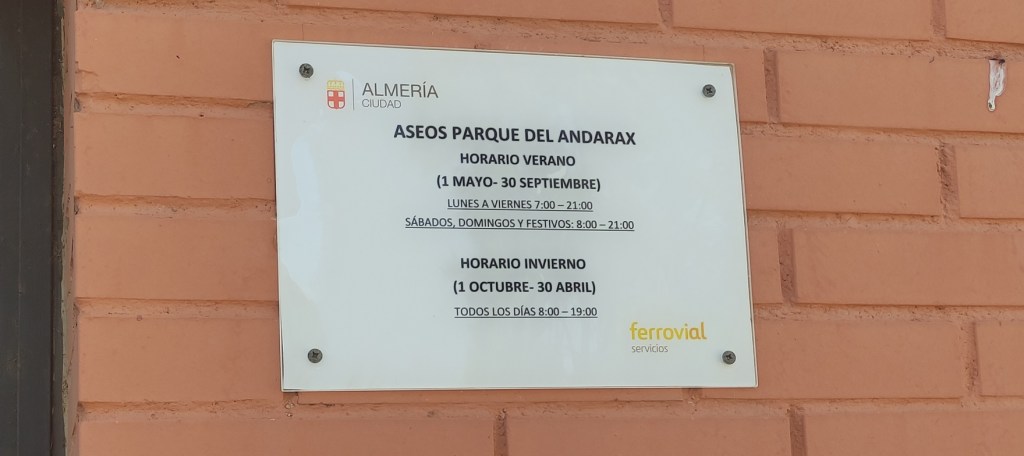 ALMERÍA
CIUDAD
ASEOS PARQUE DEL ANDARAX
HORARIO VERANO
(1 MAYO- 30 SEPTIEMBRE)
LUNES A VIERNES 7:00 – 21:00
SÁBADOS, DOMINGOS Y FESTIVOS: 8:00 – 21:00
HORARIO INVIERNO
(1 OCTUBRE- 30 ABRIL)
TODOS LOS DÍAS 8:00 – 19:00
ferrovial
servicios